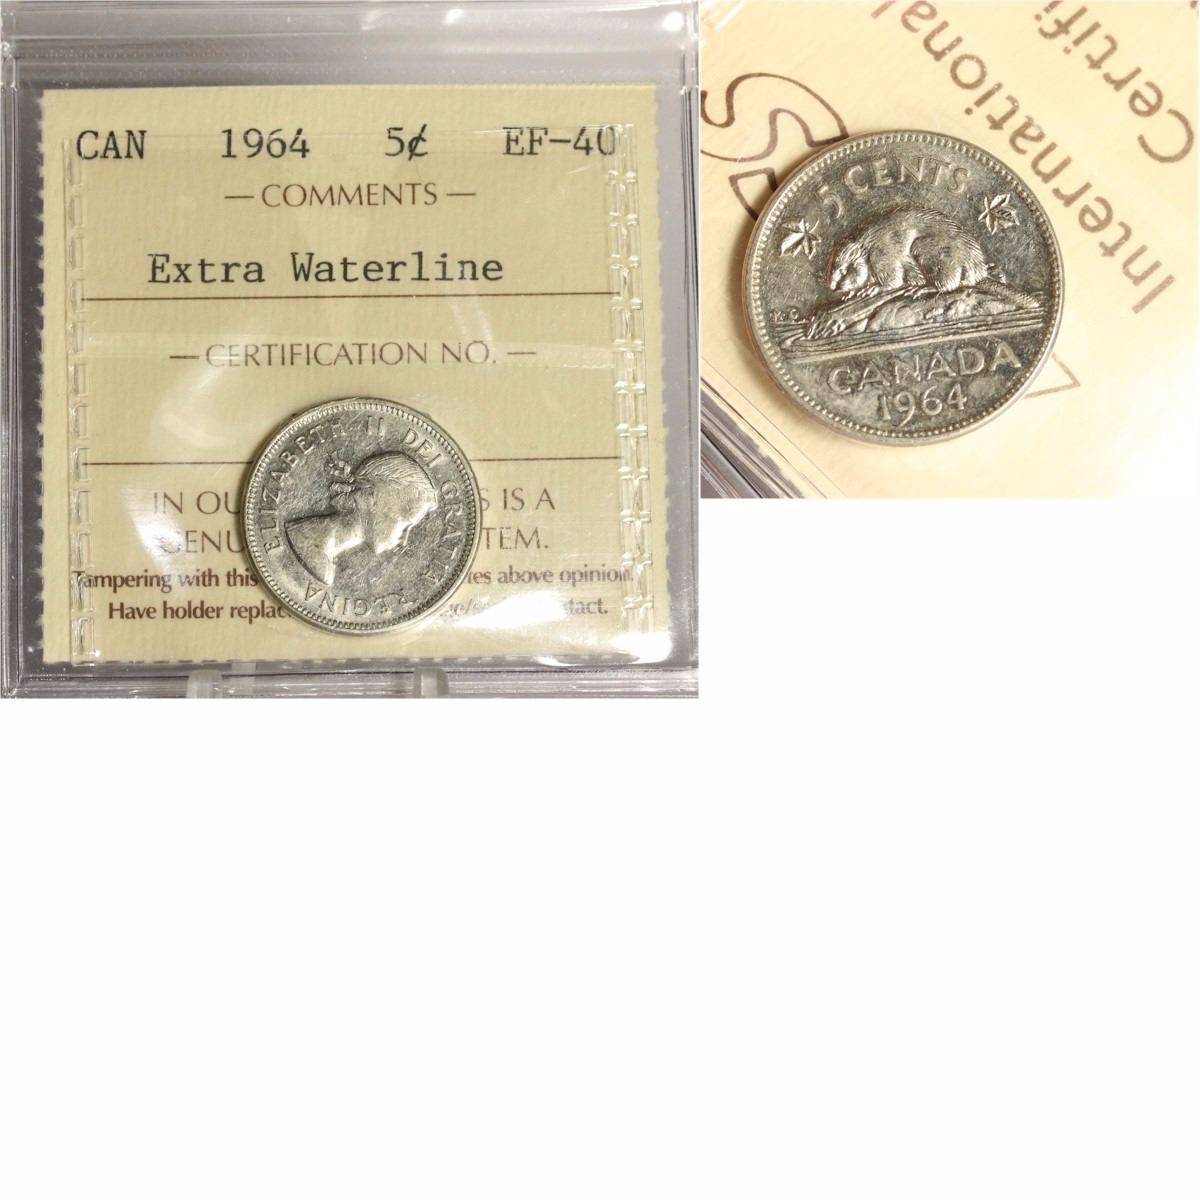 CAN 1964 5¢ EF-40
— COMMENTS —
Extra Waterline
— CERTIFICATION NO. —
IN OU S IS A
GENU TEM.
Tampering with this tes above opinion.
Have holder replac tact.
ELIZABETH II DEI GRATIA REGINA
International
Certifi
5 CENTS
K·G
CANADA
1964